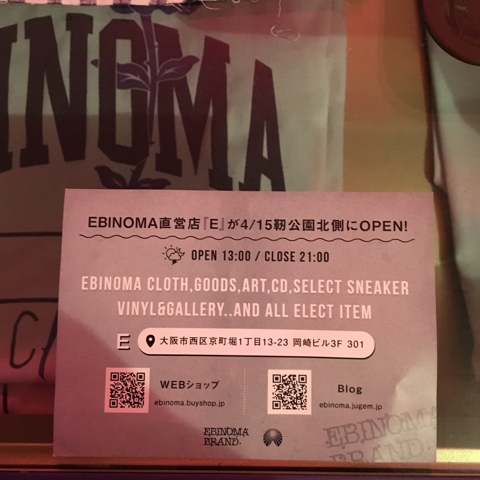 INOMA
EBINOMA直営店『E』が4/15靭公園北側にOPEN!
OPEN 13:00 / CLOSE 21:00
EBINOMA CLOTH,GOODS,ART,CD,SELECT SNEAKER
VINYL&GALLERY..AND ALL ELECT ITEM
E 大阪市西区京町堀1丁目13-23 岡崎ビル3F 301
WEBショップ
ebinoma.buyshop.jp
Blog
ebinoma.jugem.jp
EBINOMA
BRAND.
EBINOMA
BRAND.